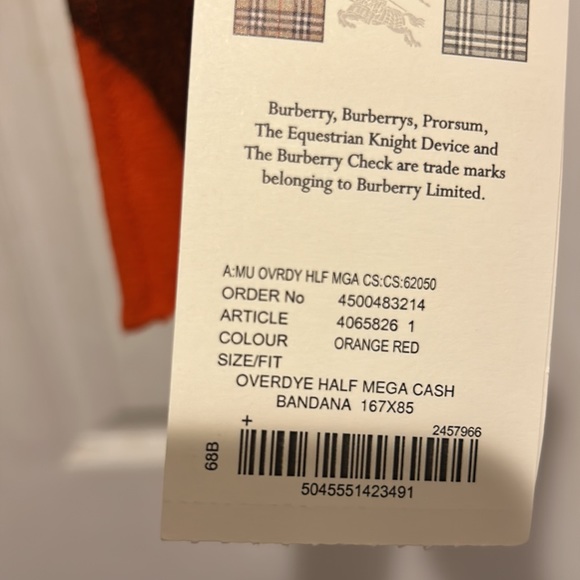 Burberry, Burberrys, Prorsum,
The Equestrian Knight Device and
The Burberry Check are trade marks
belonging to Burberry Limited.
A:MU OVRDY HLF MGA CS:CS:62050
ORDER No 4500483214
ARTICLE 4065826 1
COLOUR ORANGE RED
SIZE/FIT
OVERDYE HALF MEGA CASH
BANDANA 167X85
+
2457966
68B
5045551423491